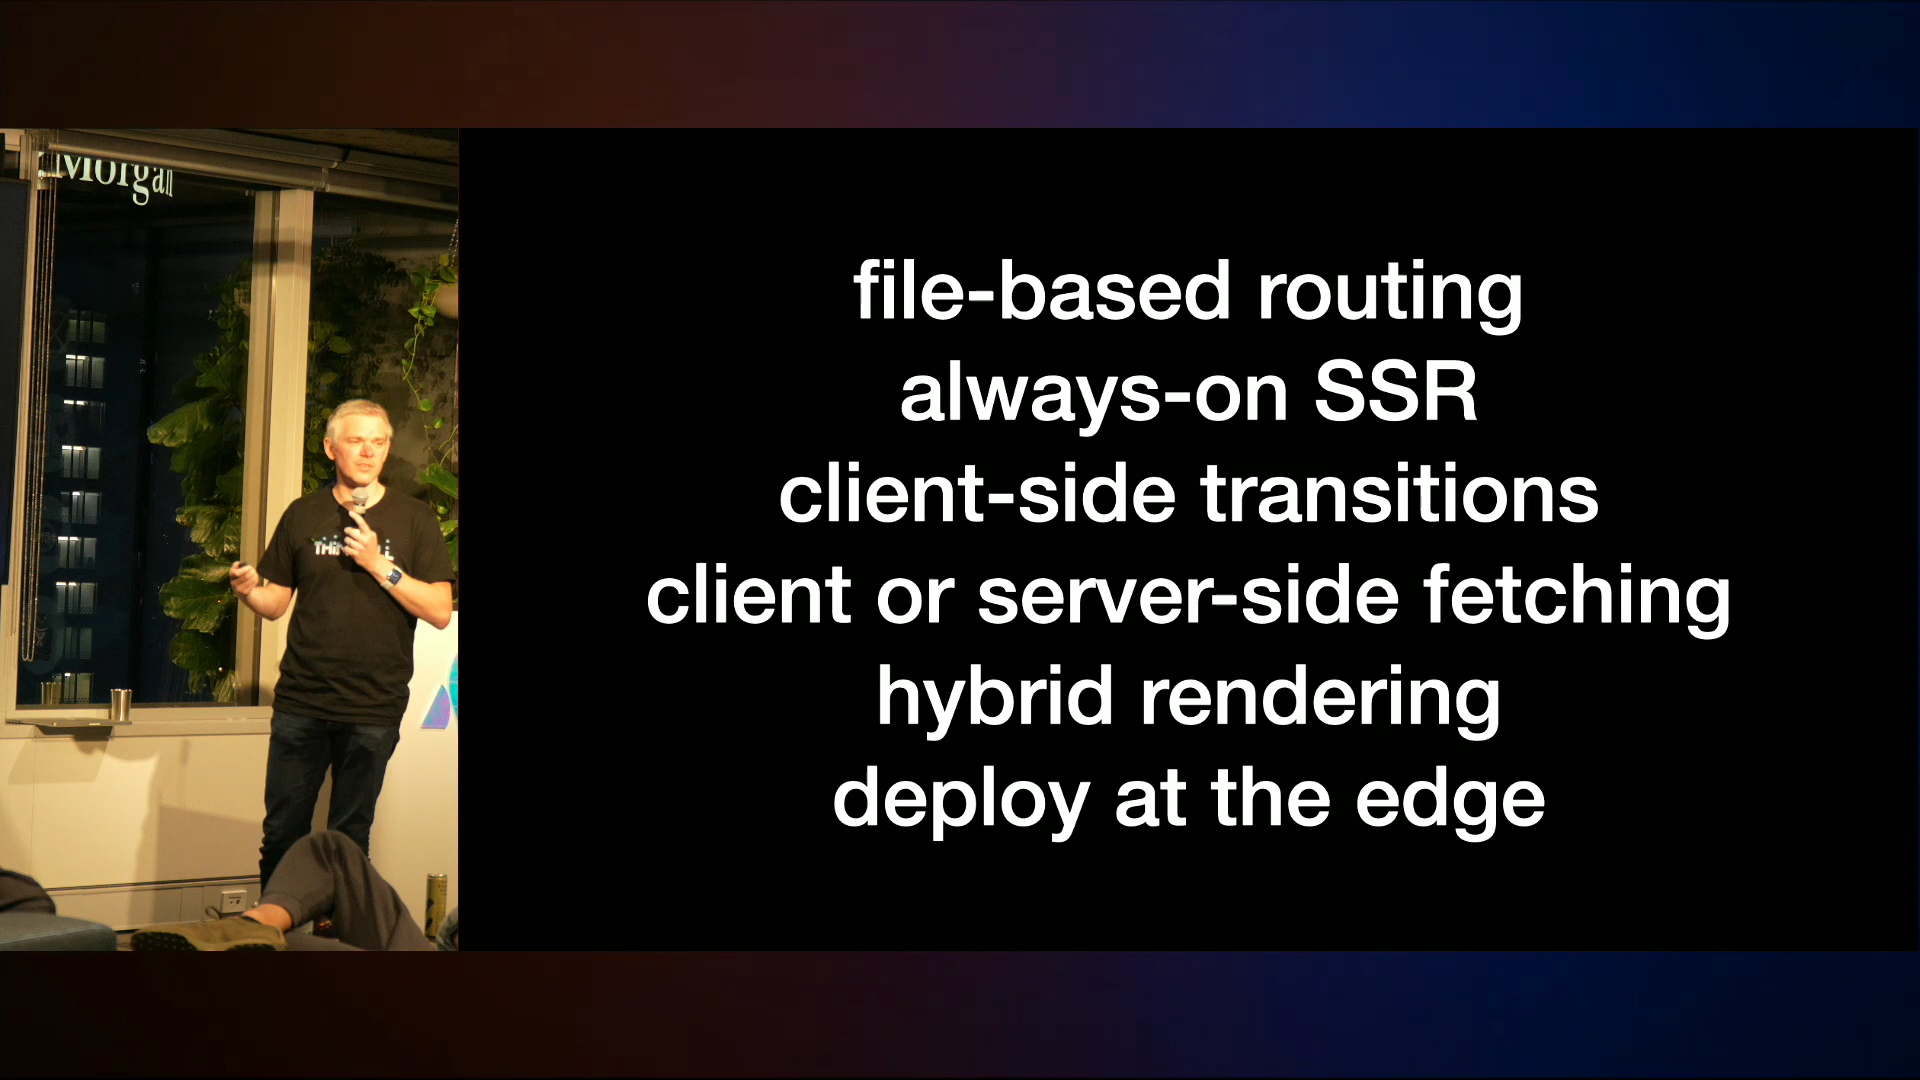 Morgan
file-based routing
always-on SSR
client-side transitions
client or server-side fetching
hybrid rendering
deploy at the edge